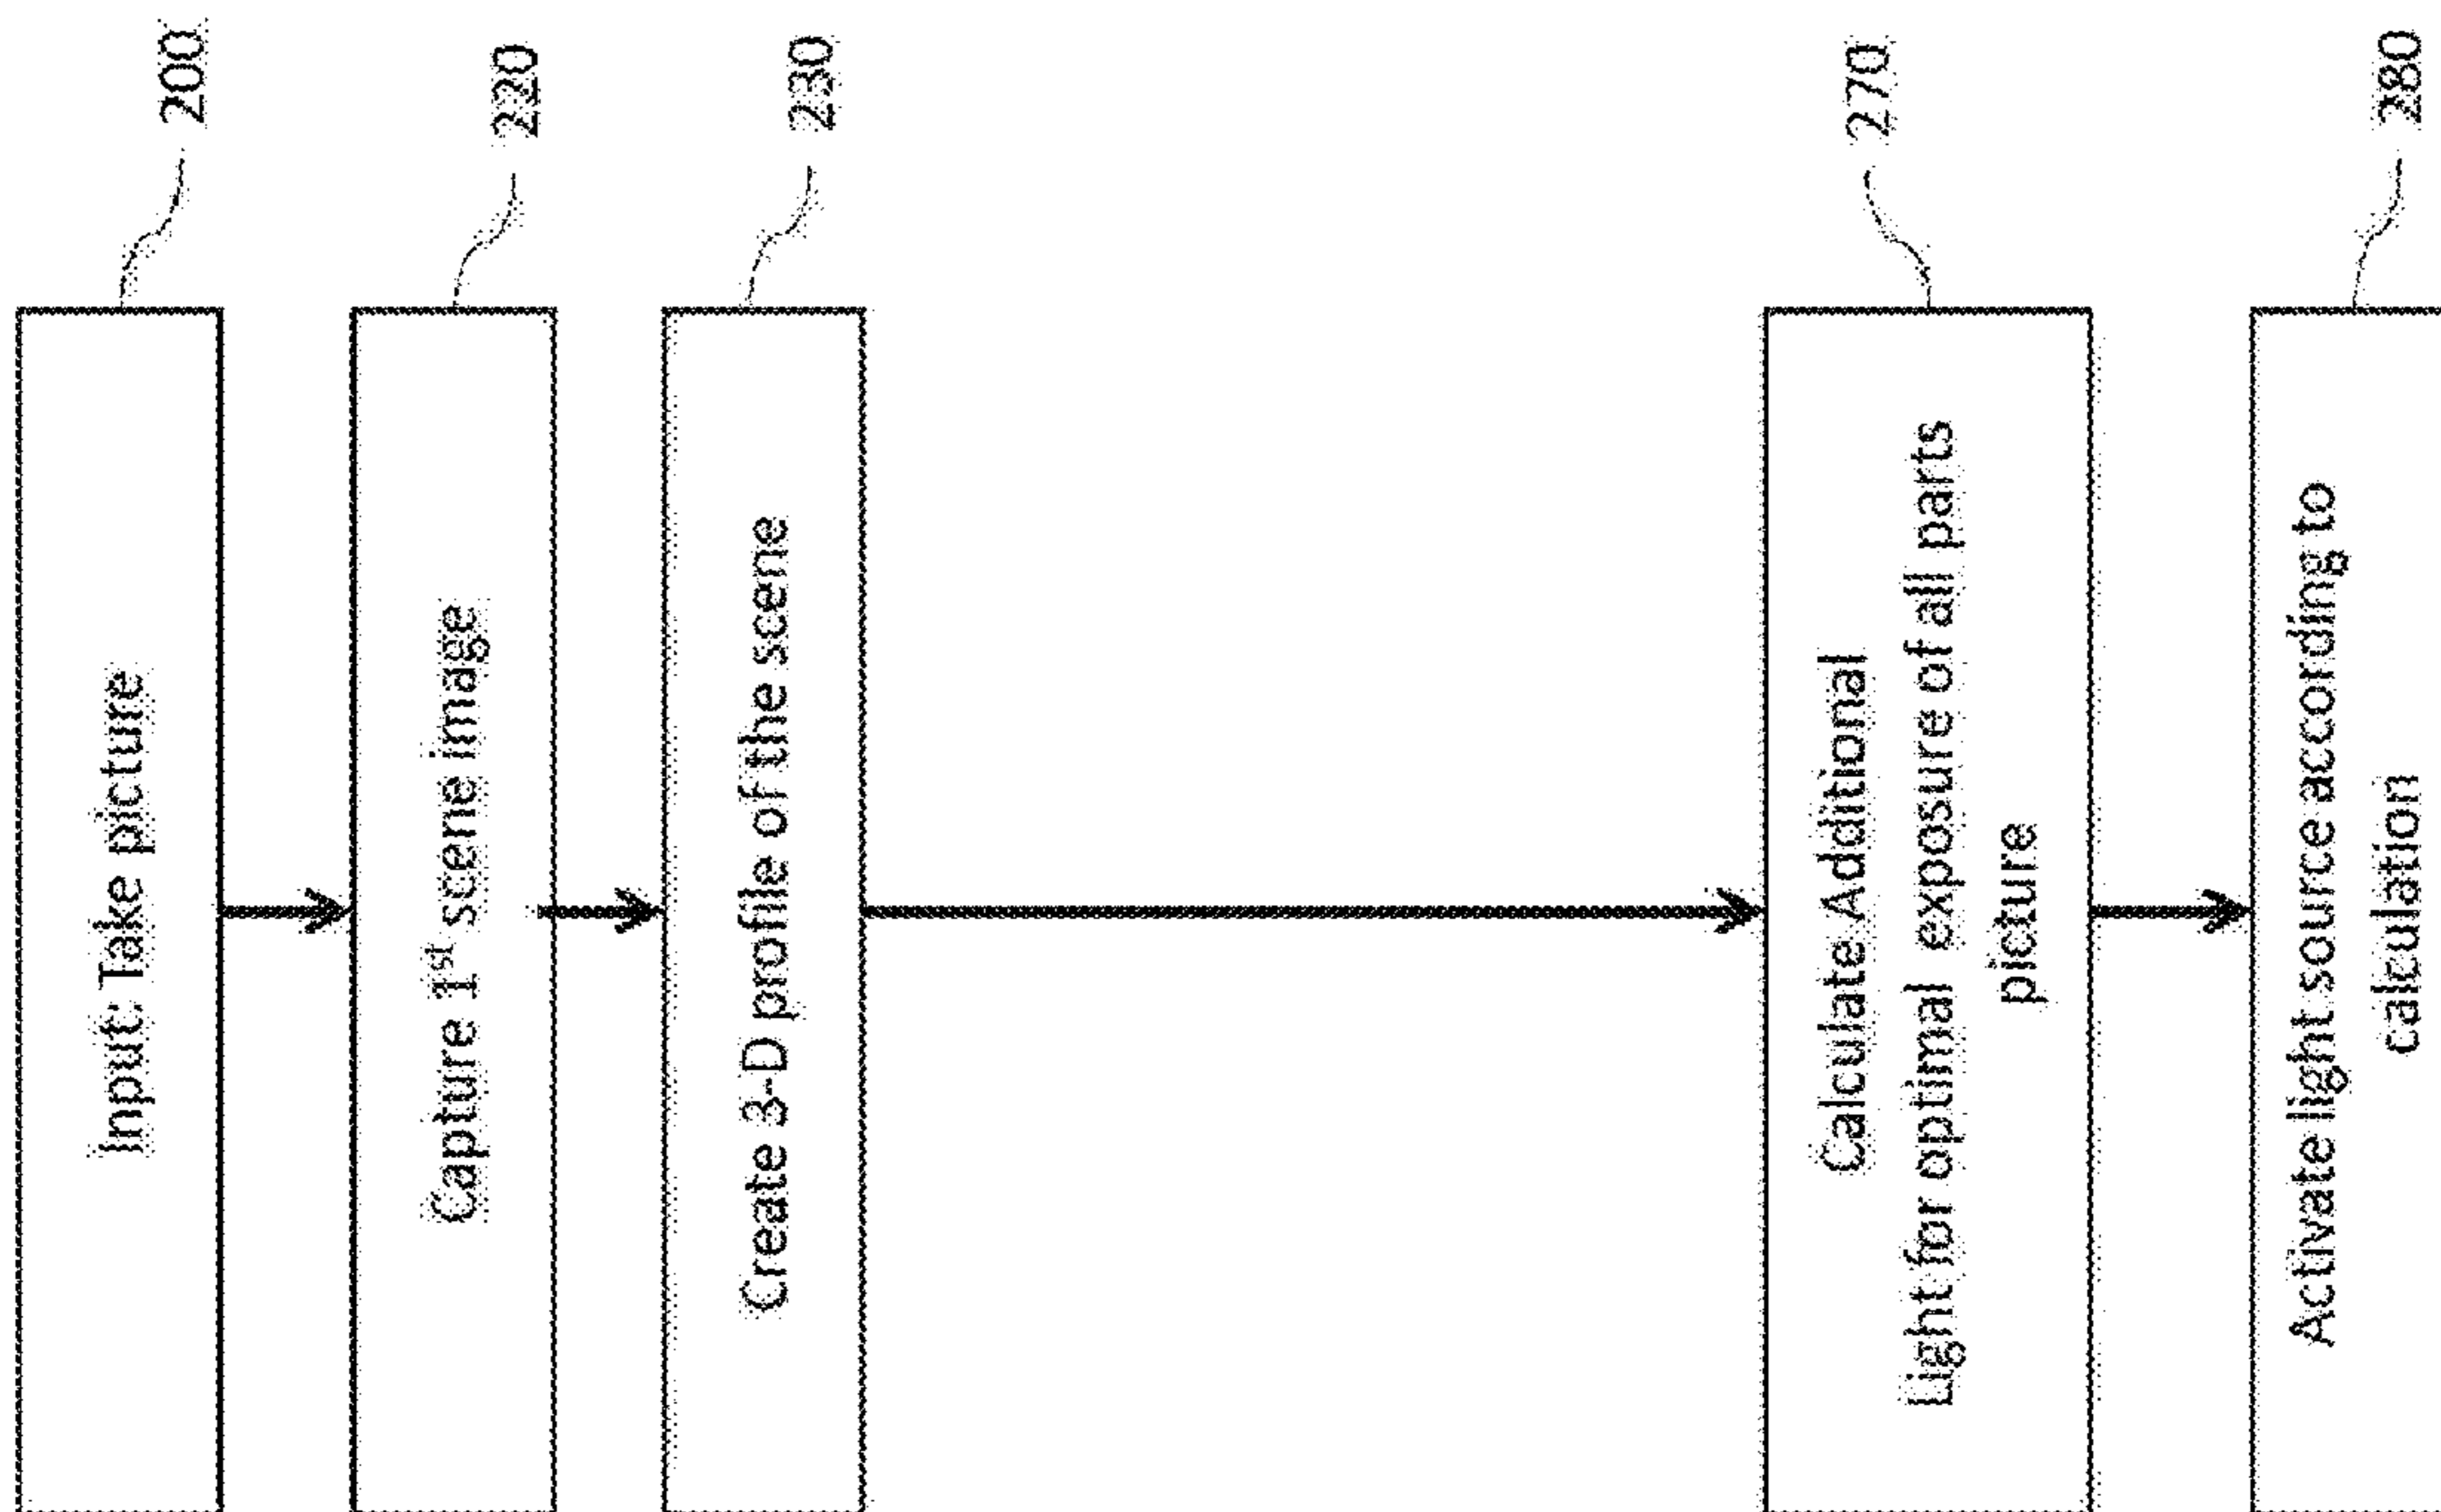 Input: Take picture
200
Capture 1st scene image
220
Create 3-D profile of the scene
230
Calculate Additional
Light for optimal exposure of all parts
picture
270
Activate light source according to
calculation
280